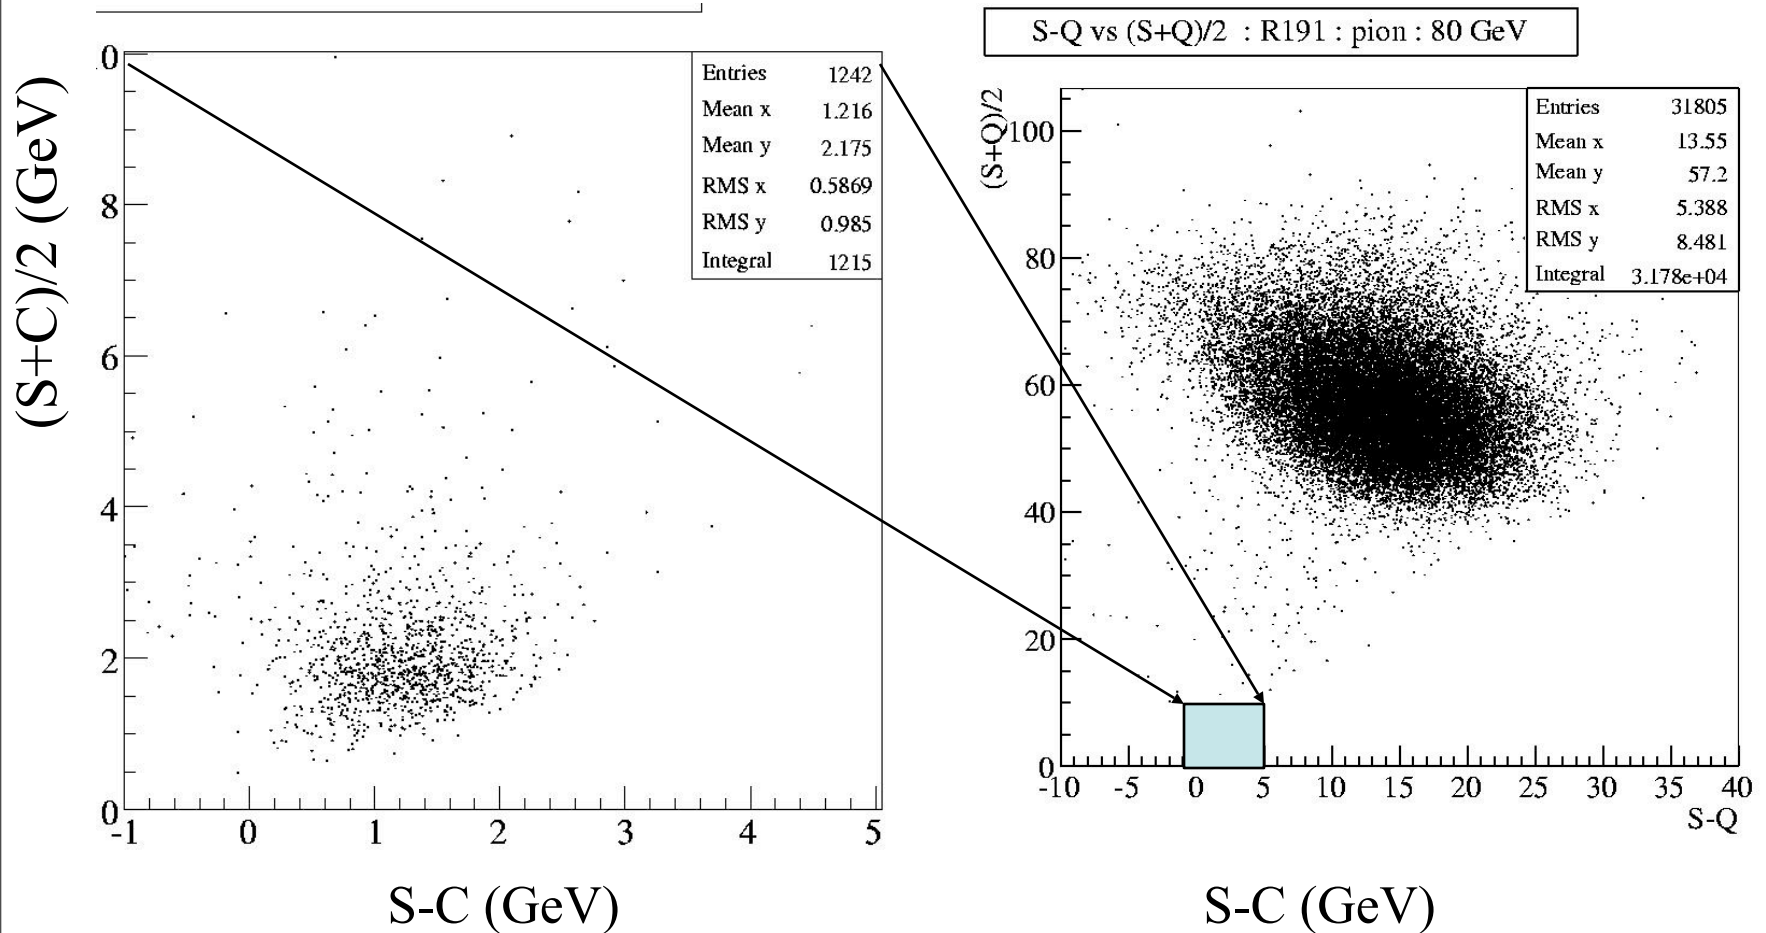 (S+C)/2 (GeV)
0
8
6
4
2
0
-1 0 1 2 3 4 5
Entries 1242
Mean x 1.216
Mean y 2.175
RMS x 0.5869
RMS y 0.985
Integral 1215
S-C (GeV)
S-Q vs (S+Q)/2 : R191 : pion : 80 GeV
(S+Q)/2
100
80
60
40
20
0
-10 -5 0 5 10 15 20 25 30 35 40
S-Q
Entries 31805
Mean x 13.55
Mean y 57.2
RMS x 5.388
RMS y 8.481
Integral 3.178e+04
S-C (GeV)